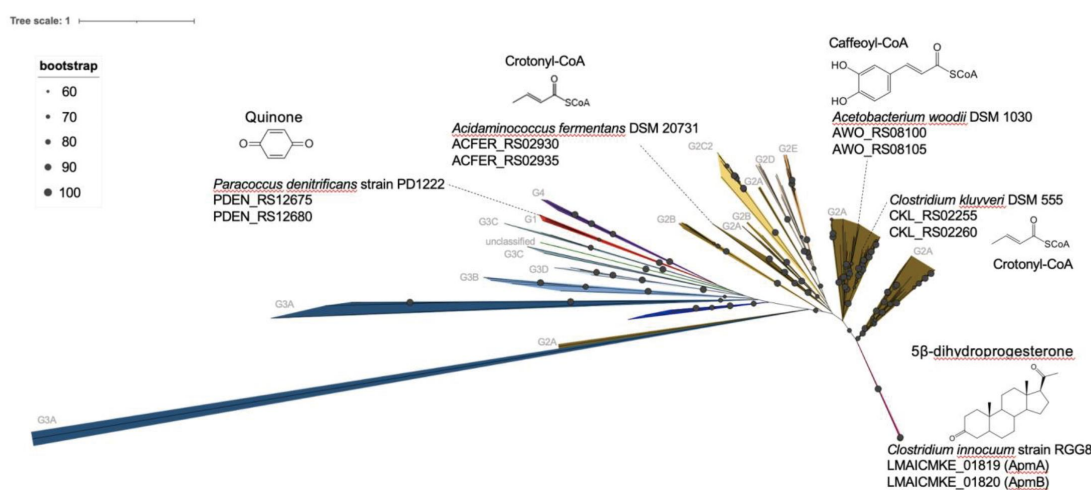 Tree scale: 1
bootstrap
60
70
80
90
100
Quinone
O
O
Paracoccus denitrificans strain PD1222
PDEN_RS12675
PDEN_RS12680
Crotonyl-CoA
O
SCoA
Acidaminococcus fermentans DSM 20731
ACFER_RS02930
ACFER_RS02935
Caffeoyl-CoA
O
HO
SCoA
HO
Acetobacterium woodii DSM 1030
AWO_RS08100
AWO_RS08105
Clostridium kluvveri DSM 555
CKL_RS02255
CKL_RS02260
O
SCoA
Crotonyl-CoA
G2C2
G2D
G2E
G2A
G2B
G2A
G2B
G2A
G2A
G4
G1
G3C
unclassified
G3C
G3D
G3B
G3A
G2A
G3A
5β-dihydroprogesterone
O
O
Clostridium innocuum strain RGG8
LMAICMKE_01819 (ApmA)
LMAICMKE_01820 (ApmB)